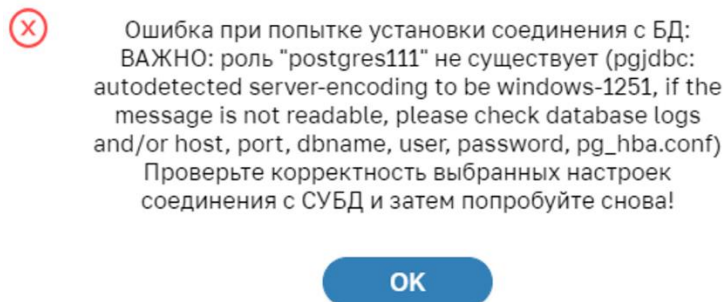 Ошибка при попытке установки соединения с БД:
ВАЖНО: роль "postgres111" не существует (pgjdbc:
autodetected server-encoding to be windows-1251, if the
message is not readable, please check database logs
and/or host, port, dbname, user, password, pg_hba.conf)
Проверьте корректность выбранных настроек
соединения с СУБД и затем попробуйте снова!
OK